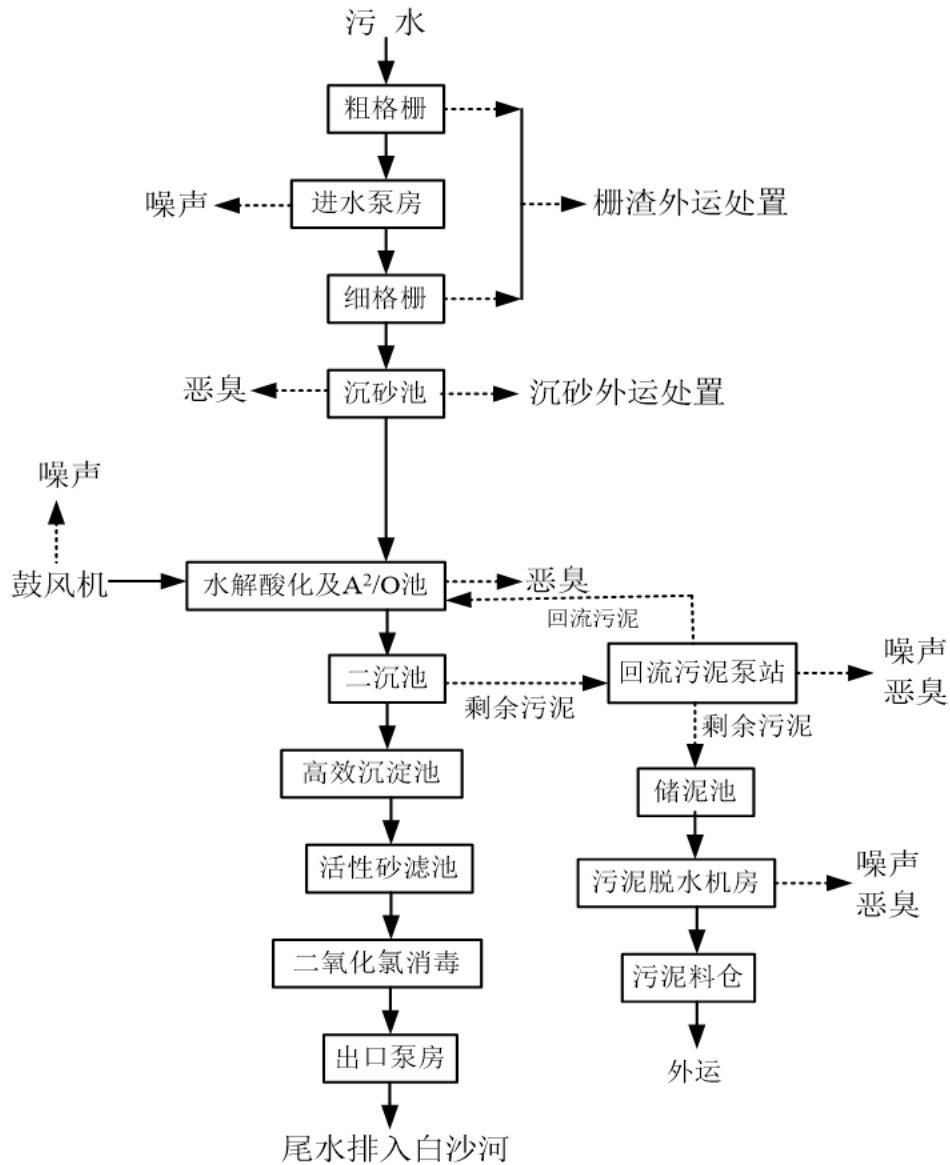 污 水
粗格栅
噪声
进水泵房
栅渣外运处置
细格栅
恶臭
沉砂池
沉砂外运处置
噪声
鼓风机
水解酸化及A²/O池
恶臭
回流污泥
二沉池
剩余污泥
回流污泥泵站
噪声
恶臭
剩余污泥
高效沉淀池
储泥池
活性砂滤池
污泥脱水机房
噪声
恶臭
二氧化氯消毒
污泥料仓
出口泵房
外运
尾水排入白沙河